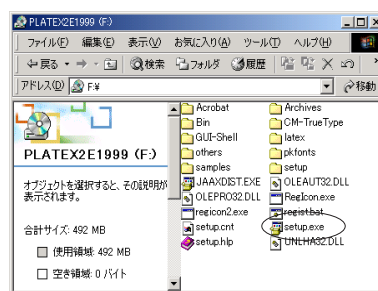 PLATEX2E1999 (F:)
ファイル(F) 編集(E) 表示(V) お気に入り(A) ツール(T) ヘルプ(H)
戻る 検索 フォルダ 履歴
アドレス(D) F:¥ 移動
PLATEX2E1999 (F:)
オブジェクトを選択すると、その説明が
表示されます。
合計サイズ: 492 MB
使用領域: 492 MB
空き領域: 0 バイト
Acrobat Archives
Bin CM-TrueType
GUI-Shell latex
others pkfonts
samples setup
JAAXDIST.EXE OLEAUT32.DLL
OLEPRO32.DLL RegIcon.exe
regicon2.exe regist.bat
setup.cnt setup.exe
setup.hlp UNLHA32.DLL